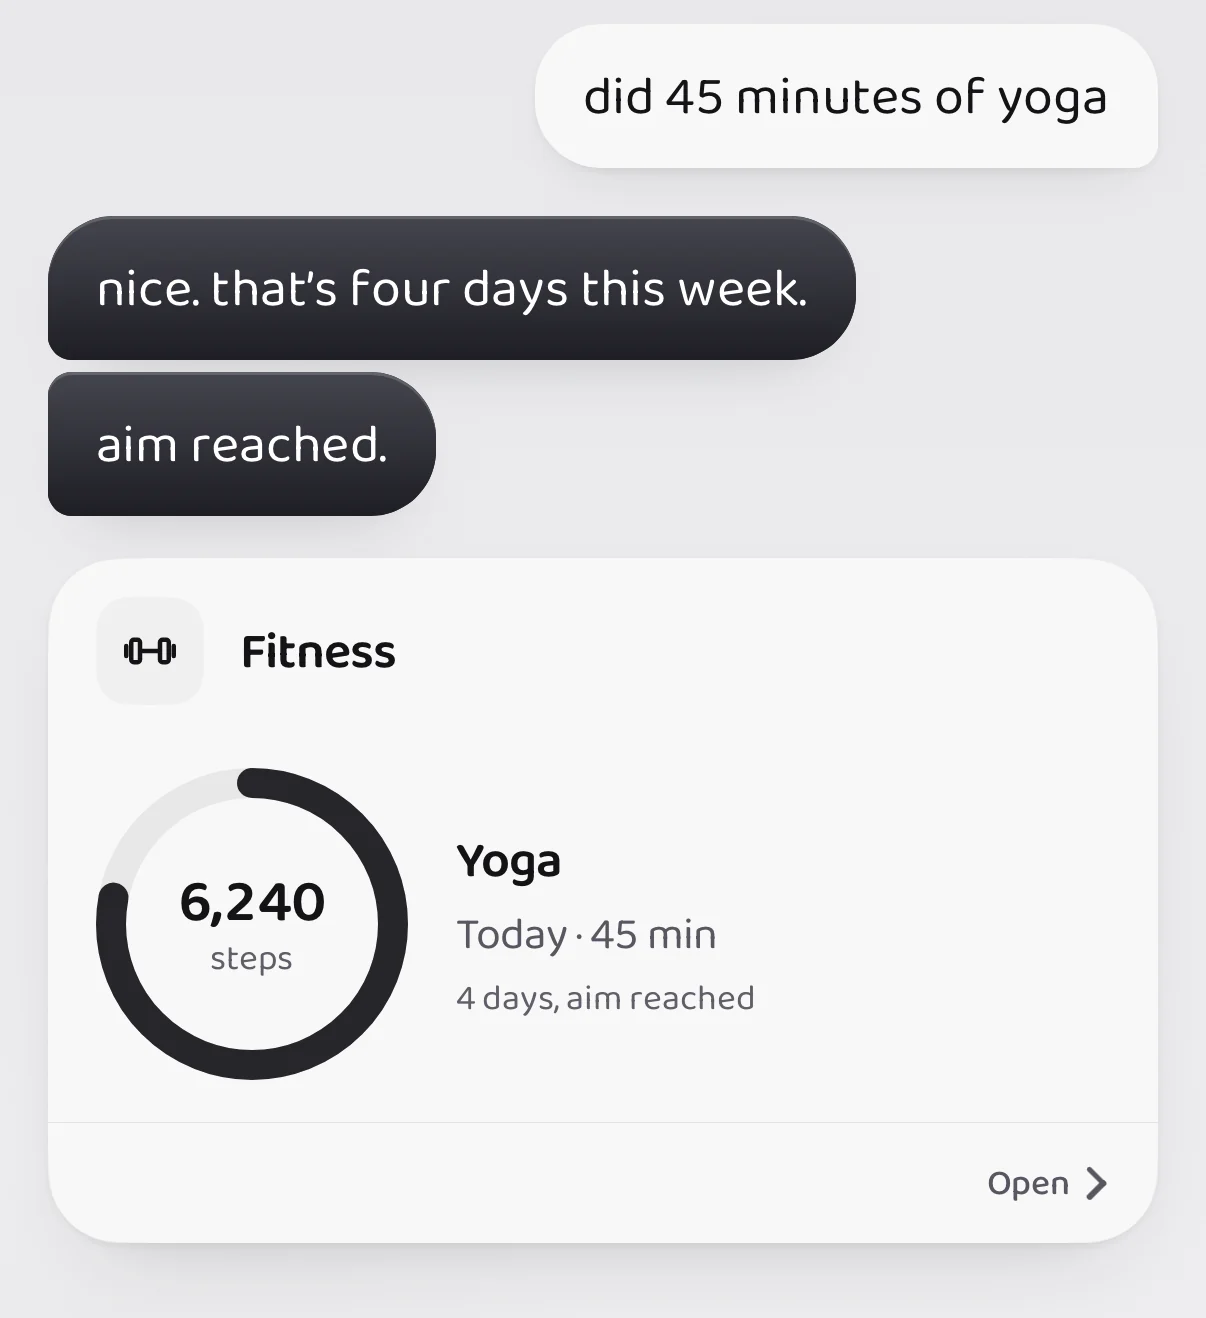 did 45 minutes of yoga
nice. that's four days this week.
aim reached.
Fitness
6,240
steps
Yoga
Today · 45 min
4 days, aim reached
Open